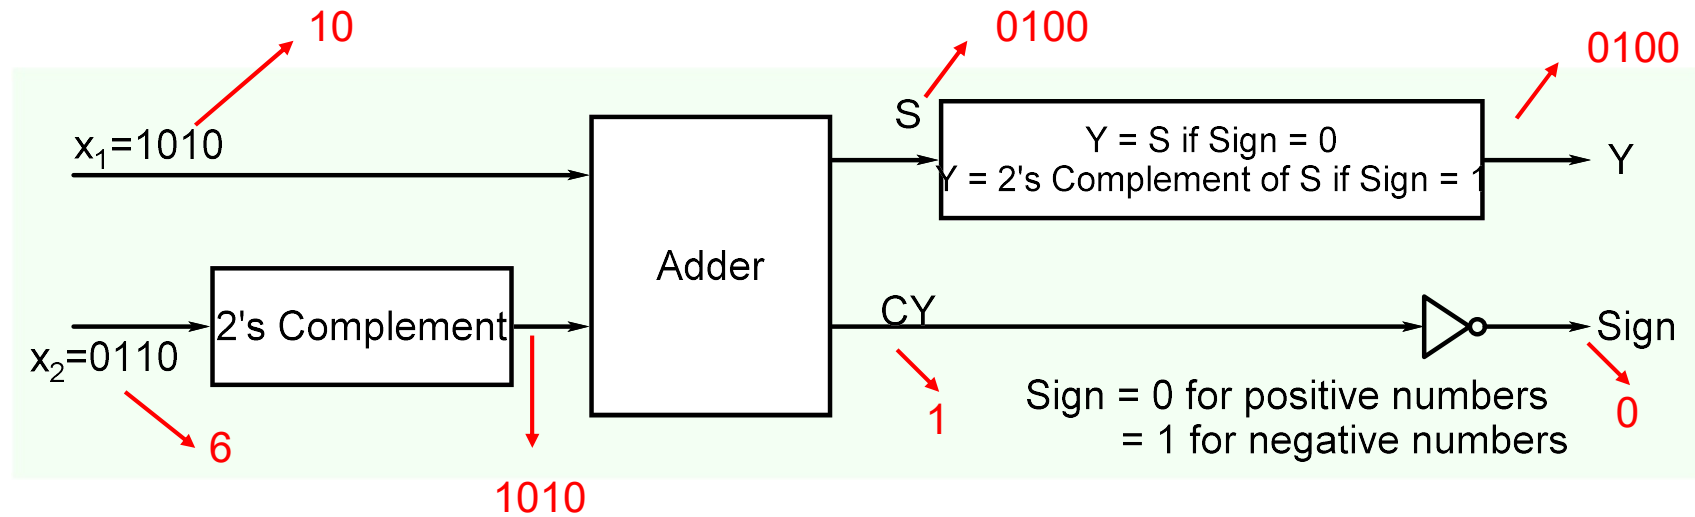 10
0100
0100
S
x₁=1010
Y = S if Sign = 0
Y
Y = 2's Complement of S if Sign = 1
Adder
CY
2's Complement
Sign
x₂=0110
Sign = 0 for positive numbers
= 1 for negative numbers
1
0
6
1010